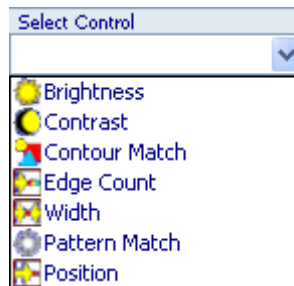 Select Control
Brightness
Contrast
Contour Match
Edge Count
Width
Pattern Match
Position